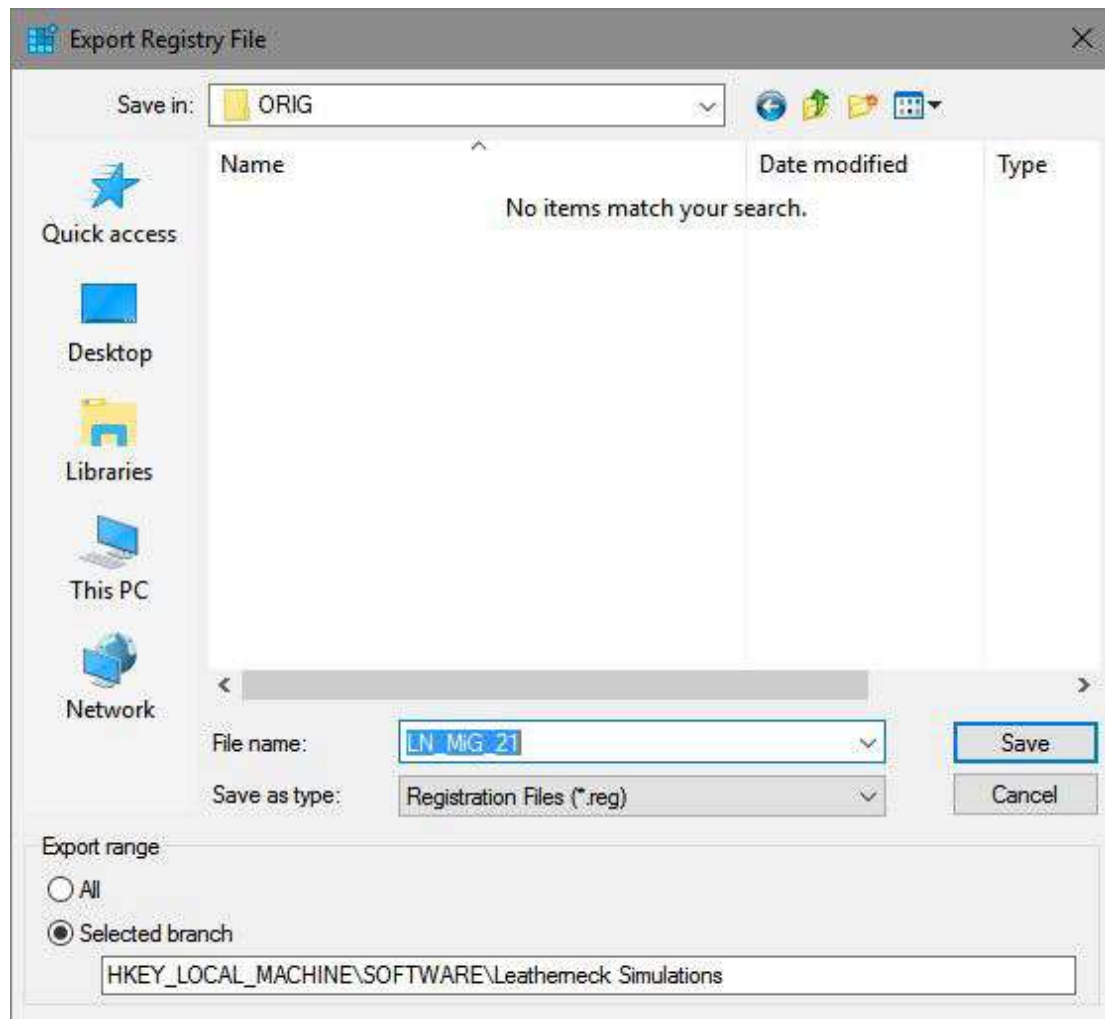 Export Registry File
Save in: ORIG
Name Date modified Type
No items match your search.
Quick access
Desktop
Libraries
This PC
Network
File name: LN_MiG_21 Save
Save as type: Registration Files (*.reg) Cancel
Export range
All
Selected branch
HKEY_LOCAL_MACHINE\SOFTWARE\Leatherneck Simulations